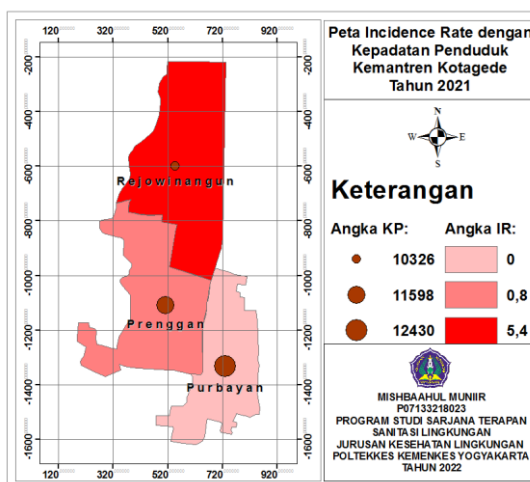 120 320 520 720 920
Peta Incidence Rate dengan
Kepadatan Penduduk
Kemantren Kotagede
Tahun 2021
N
W E
S
Keterangan
Angka KP: Angka IR:
10326 0
11598 0,8
12430 5,4
-200
-400
-600
-800
-1000
-1200
-1400
-1600
Rejowinangun
Prenggan
Purbayan
120 320 520 720 920
MISHBAAHUL MUNIIR
P07133218023
PROGRAM STUDI SARJANA TERAPAN
SANITASI LINGKUNGAN
JURUSAN KESEHATAN LINGKUNGAN
POLTEKKES KEMENKES YOGYAKARTA
TAHUN 2022